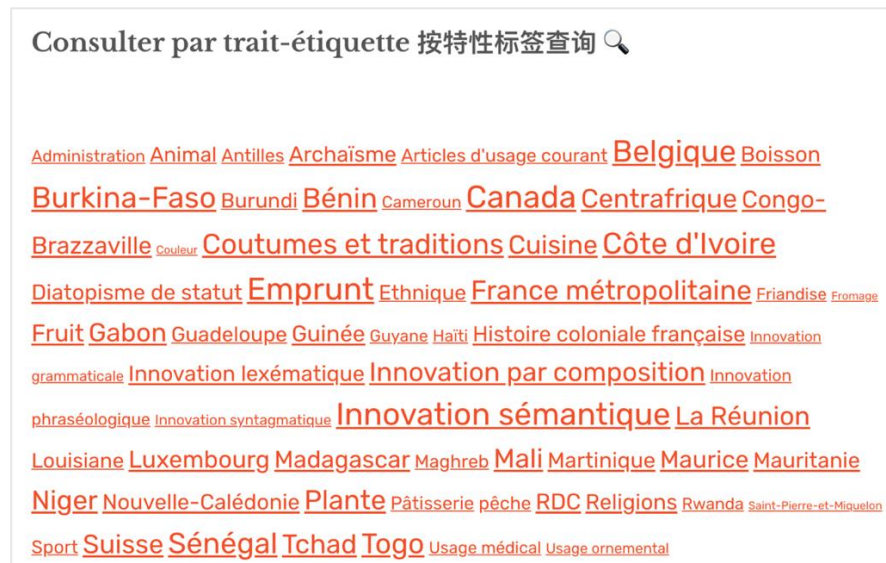 Consulter par trait-étiquette 按特性标签查询 🔍
Administration Animal Antilles Archaïsme Articles d'usage courant Belgique Boisson
Burkina-Faso Burundi Bénin Cameroun Canada Centrafrique Congo-
Brazzaville Couleur Coutumes et traditions Cuisine Côte d'Ivoire
Diatopisme de statut Emprunt Ethnique France métropolitaine Friandise Fromage
Fruit Gabon Guadeloupe Guinée Guyane Haïti Histoire coloniale française Innovation
grammaticale Innovation lexématique Innovation par composition Innovation
phraséologique Innovation syntagmatique Innovation sémantique La Réunion
Louisiane Luxembourg Madagascar Maghreb Mali Martinique Maurice Mauritanie
Niger Nouvelle-Calédonie Plante Pâtisserie pêche RDC Religions Rwanda Saint-Pierre-et-Miquelon
Sport Suisse Sénégal Tchad Togo Usage médical Usage ornemental